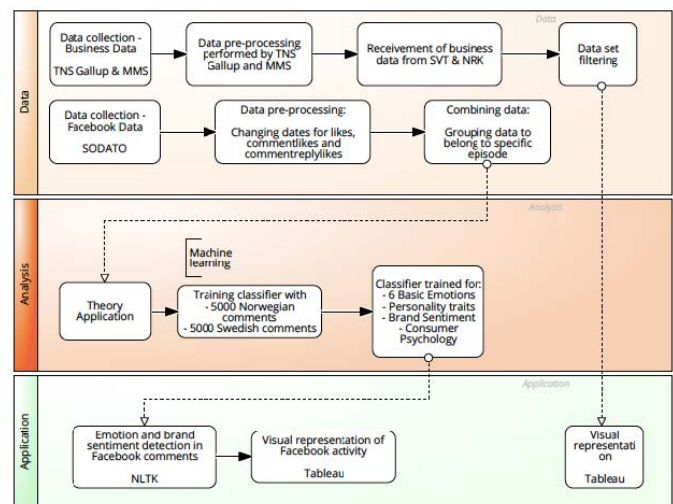 Data
Data
Data collection -
Business Data
TNS Gallup & MMS
Data pre-processing
performed by TNS
Gallup and MMS
Receivement of business
data from SVT & NRK
Data set
filtering
Data collection -
Facebook Data
SODATO
Data pre-processing:
Changing dates for likes,
commentlikes and
commentreplylikes
Combining data:
Grouping data to
belong to specific
episode
Analysis
Analysis
Machine
learning
Theory
Application
Training classifier with
- 5000 Norwegian
comments
- 5000 Swedish comments
Classifier trained for:
- 6 Basic Emotions
- Personality traits
- Brand Sentiment
- Consumer
Psychology
Application
Application
Emotion and brand
sentiment detection in
Facebook comments
NLTK
Visual representation of
Facebook activity
Tableau
Visual
representati
on
Tableau